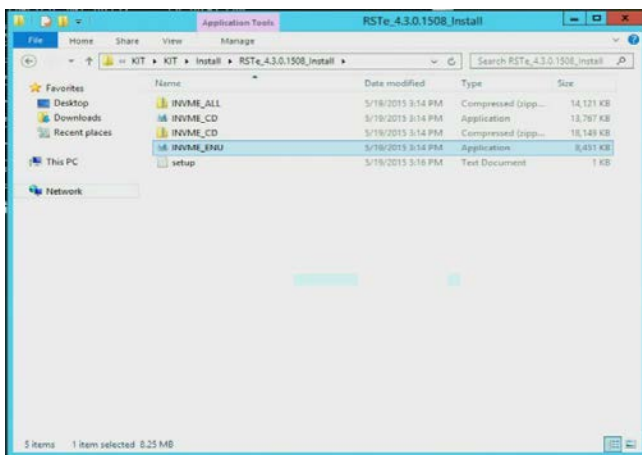 Application Tools RSTe_4.3.0.1508_Install
File Home Share View Manage
KIT ▸ KIT ▸ Install ▸ RSTe_4.3.0.1508_Install ▸ Search RSTe_4.3.0.1508_Install
Name Date modified Type Size
Favorites
Desktop
Downloads
Recent places
This PC
Network
INVME_ALL 5/19/2015 3:14 PM Compressed (zipp... 14,121 KB
INVME_CD 5/19/2015 3:14 PM Application 13,767 KB
INVME_CD 5/19/2015 3:14 PM Compressed (zipp... 18,149 KB
INVME_ENU 5/19/2015 3:14 PM Application 8,451 KB
setup 5/19/2015 3:16 PM Text Document 1 KB
5 items 1 item selected 8.25 MB